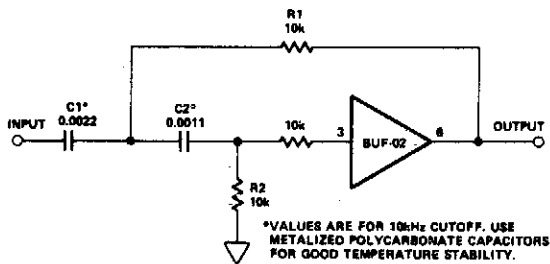 R1
10k
C1*
0.0022
C2*
0.0011
INPUT
10k
3
BUF-02
6
OUTPUT
R2
10k
*VALUES ARE FOR 10kHz CUTOFF. USE
METALIZED POLYCARBONATE CAPACITORS
FOR GOOD TEMPERATURE STABILITY.